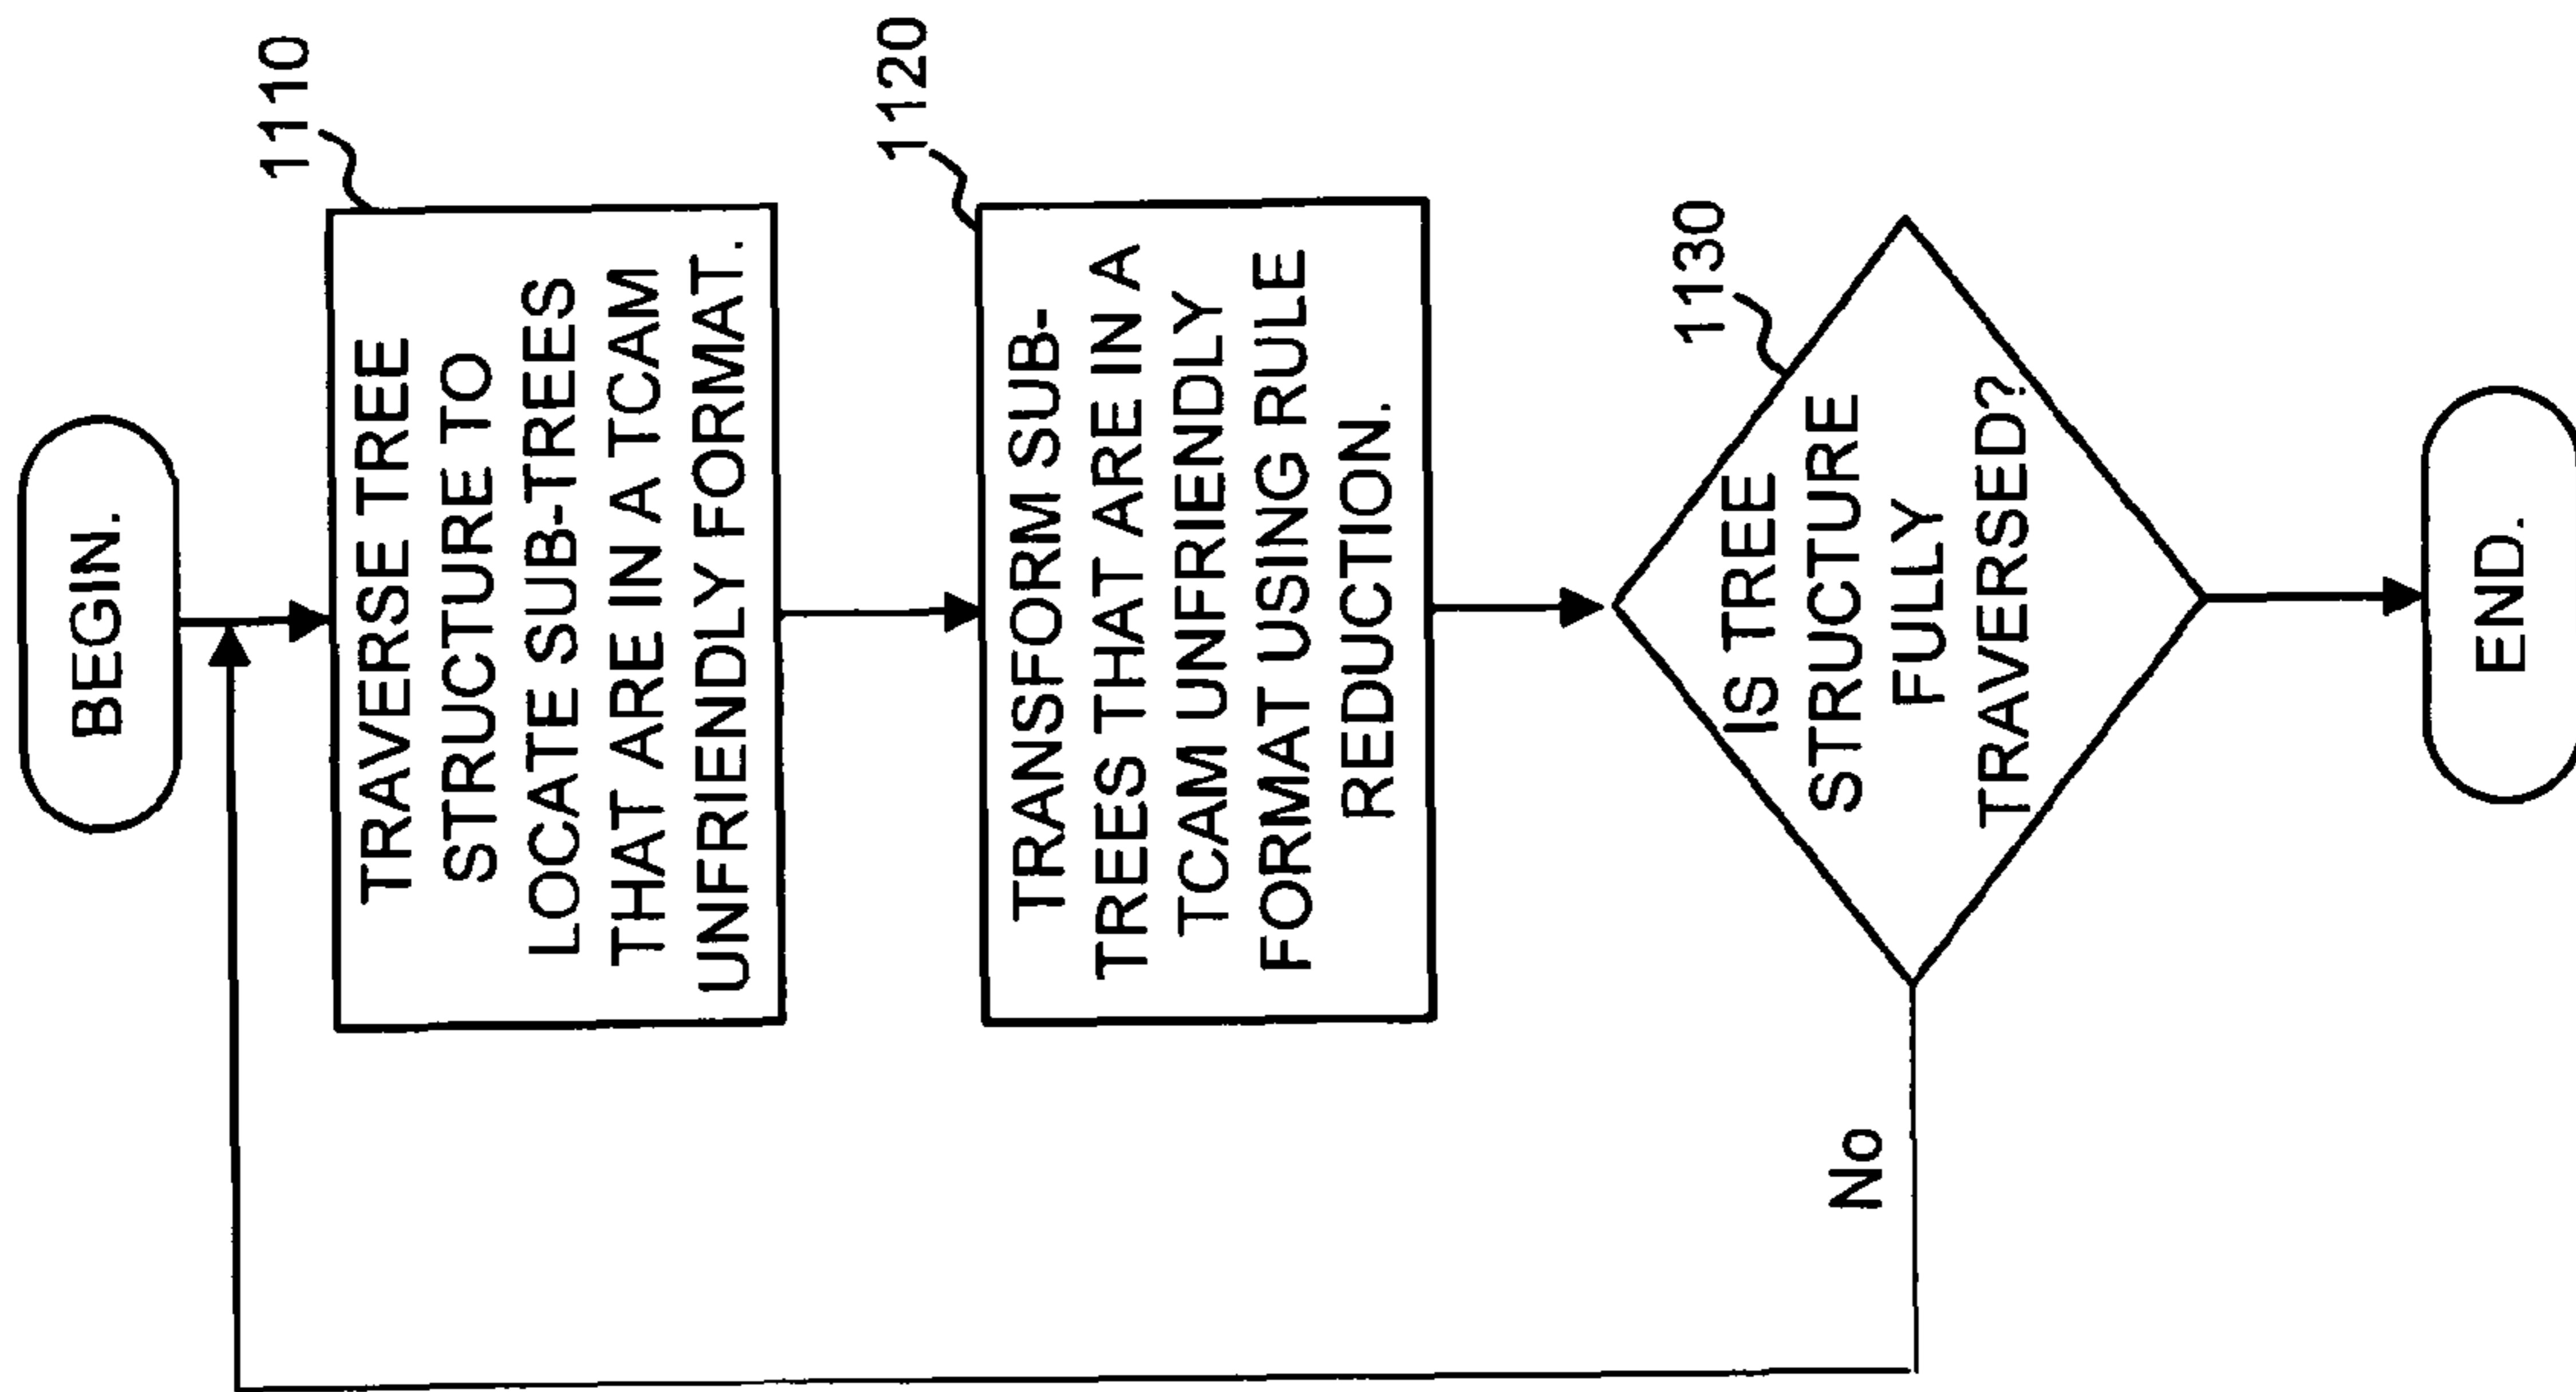 BEGIN.
1110
TRAVERSE TREE
STRUCTURE TO
LOCATE SUB-TREES
THAT ARE IN A TCAM
UNFRIENDLY FORMAT.
1120
TRANSFORM SUB-
TREES THAT ARE IN A
TCAM UNFRIENDLY
FORMAT USING RULE
REDUCTION.
1130
IS TREE
STRUCTURE
FULLY
TRAVERSED?
No
END.